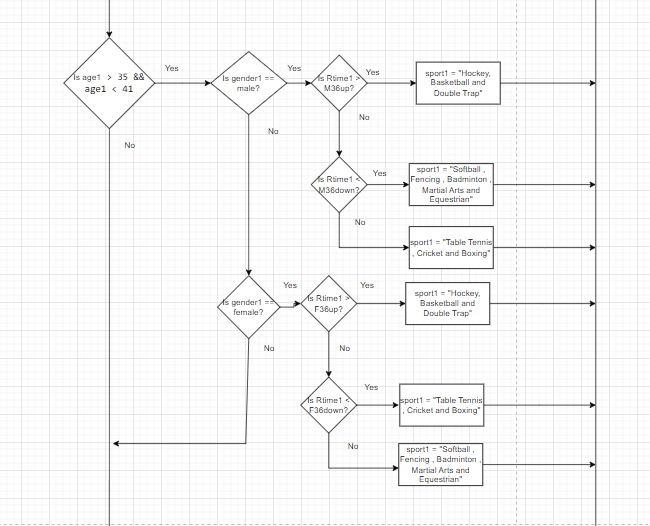 Is age1 > 35 &&
age1 < 41
Yes
No
Is gender1 ==
male?
Yes
No
Is Rtime1 >
M36up?
Yes
No
sport1 = "Hockey,
Basketball and
Double Trap"
Is Rtime1 <
M36down?
Yes
No
sport1 = "Softball ,
Fencing , Badminton ,
Martial Arts and
Equestrian"
sport1 = "Table Tennis
, Cricket and Boxing"
Is gender1 ==
female?
Yes
No
Is Rtime1 >
F36up?
Yes
No
sport1 = "Hockey,
Basketball and
Double Trap"
Is Rtime1 <
F36down?
Yes
No
sport1 = "Table Tennis
, Cricket and Boxing"
sport1 = "Softball ,
Fencing , Badminton ,
Martial Arts and
Equestrian"